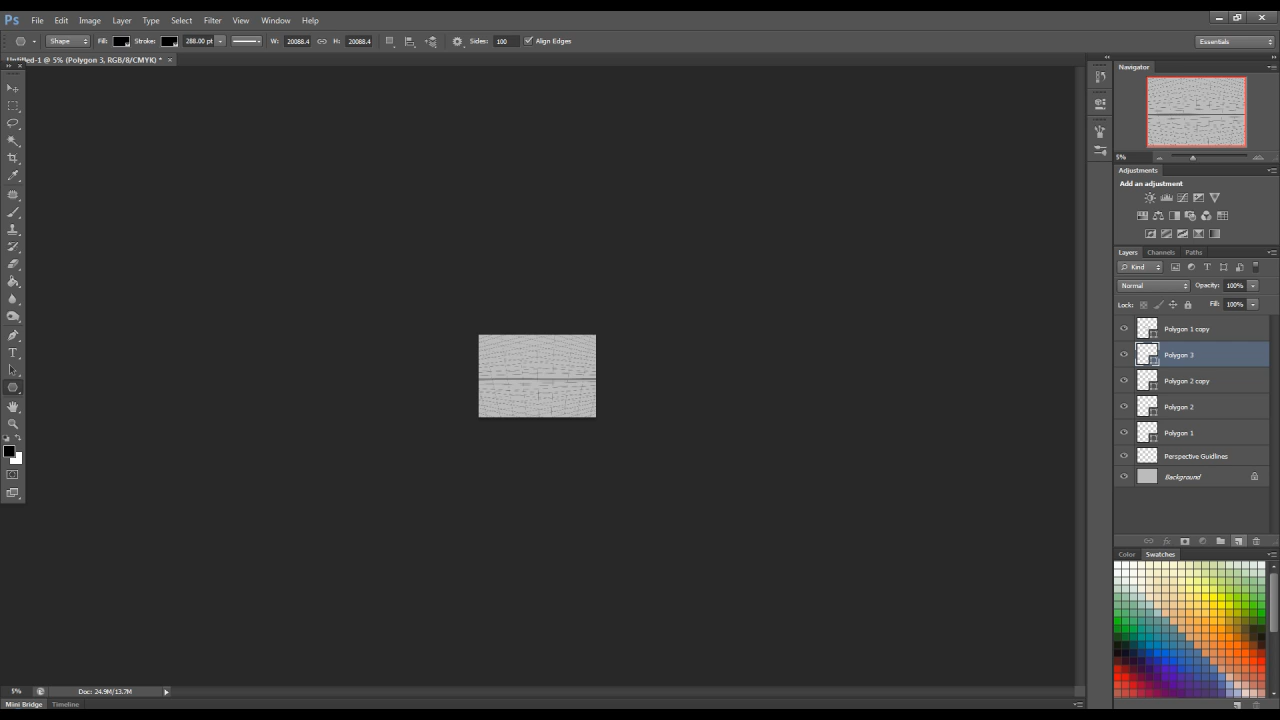 Ps File Edit Image Layer Type Select Filter View Window Help
Shape Fill: Stroke: 288.00 pt W: 20088.4 H: 20088.4 Sides: 100 Align Edges Essentials
Untitled-1 @ 5% (Polygon 3, RGB/8/CMYK) *
Navigator
5%
Adjustments
Add an adjustment
Layers Channels Paths
Kind
Normal Opacity: 100%
Lock: Fill: 100%
Polygon 1 copy
Polygon 3
Polygon 2 copy
Polygon 2
Polygon 1
Perspective Guidlines
Background
Color Swatches
5% Doc: 24.9M/13.7M
Mini Bridge Timeline